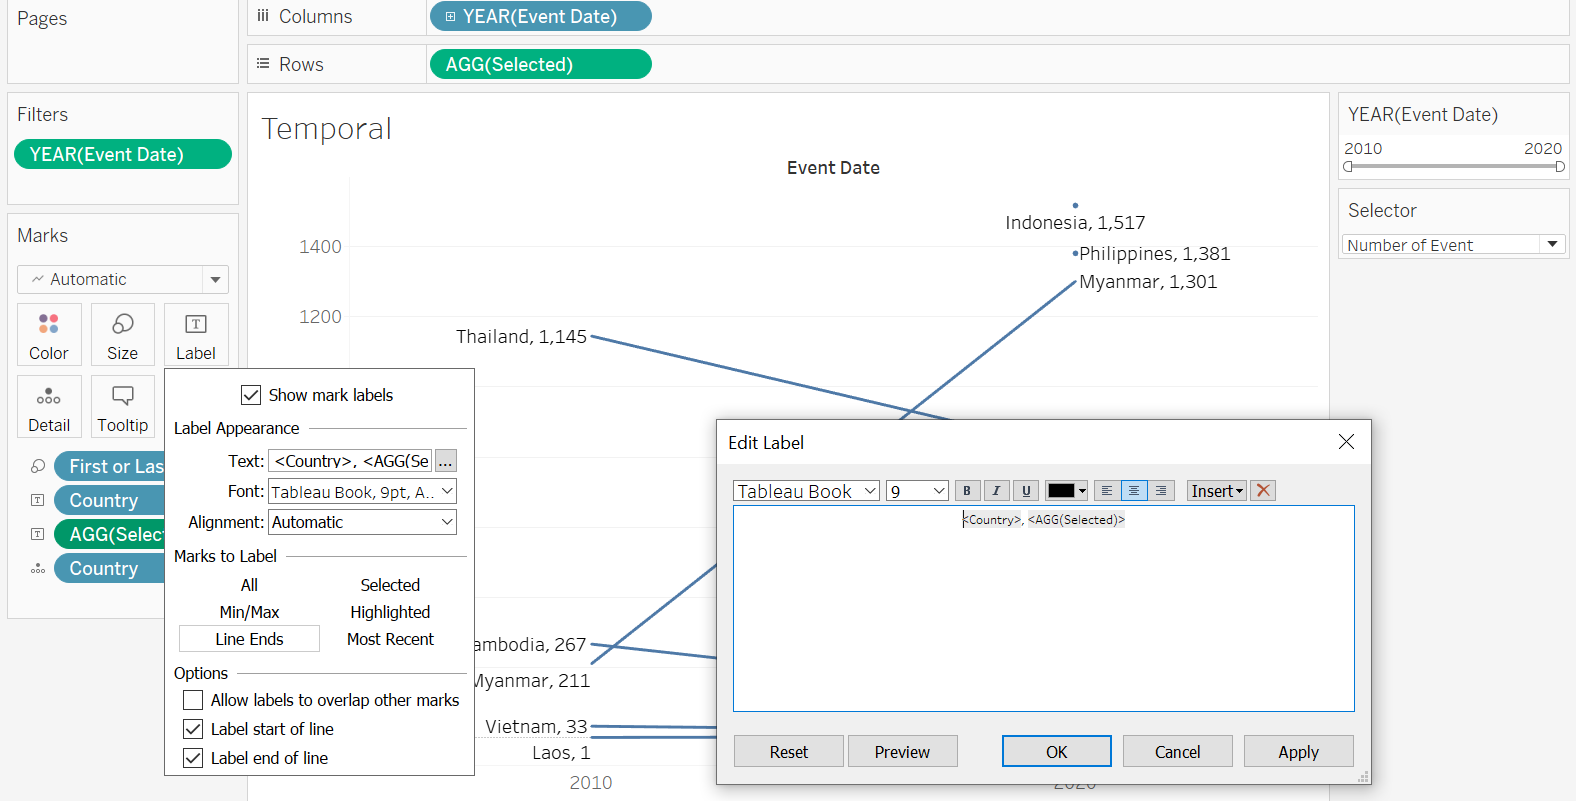 Pages
Columns
YEAR(Event Date)
Rows
AGG(Selected)
Filters
YEAR(Event Date)
Marks
Automatic
Color
Size
Label
Detail
Tooltip
First or Las
Country
AGG(Selec
Country
Show mark labels
Label Appearance
Text: <Country>, <AGG(Se ...
Font: Tableau Book, 9pt, A..
Alignment: Automatic
Marks to Label
All Selected
Min/Max Highlighted
Line Ends Most Recent
Options
Allow labels to overlap other marks
Label start of line
Label end of line
Temporal
Event Date
1400
1200
Indonesia, 1,517
Philippines, 1,381
Myanmar, 1,301
Thailand, 1,145
ambodia, 267
Myanmar, 211
Vietnam, 33
Laos, 1
2010
2020
Edit Label
Tableau Book 9 B I U Insert
<Country>, <AGG(Selected)>
Reset Preview OK Cancel Apply
YEAR(Event Date)
2010 2020
Selector
Number of Event